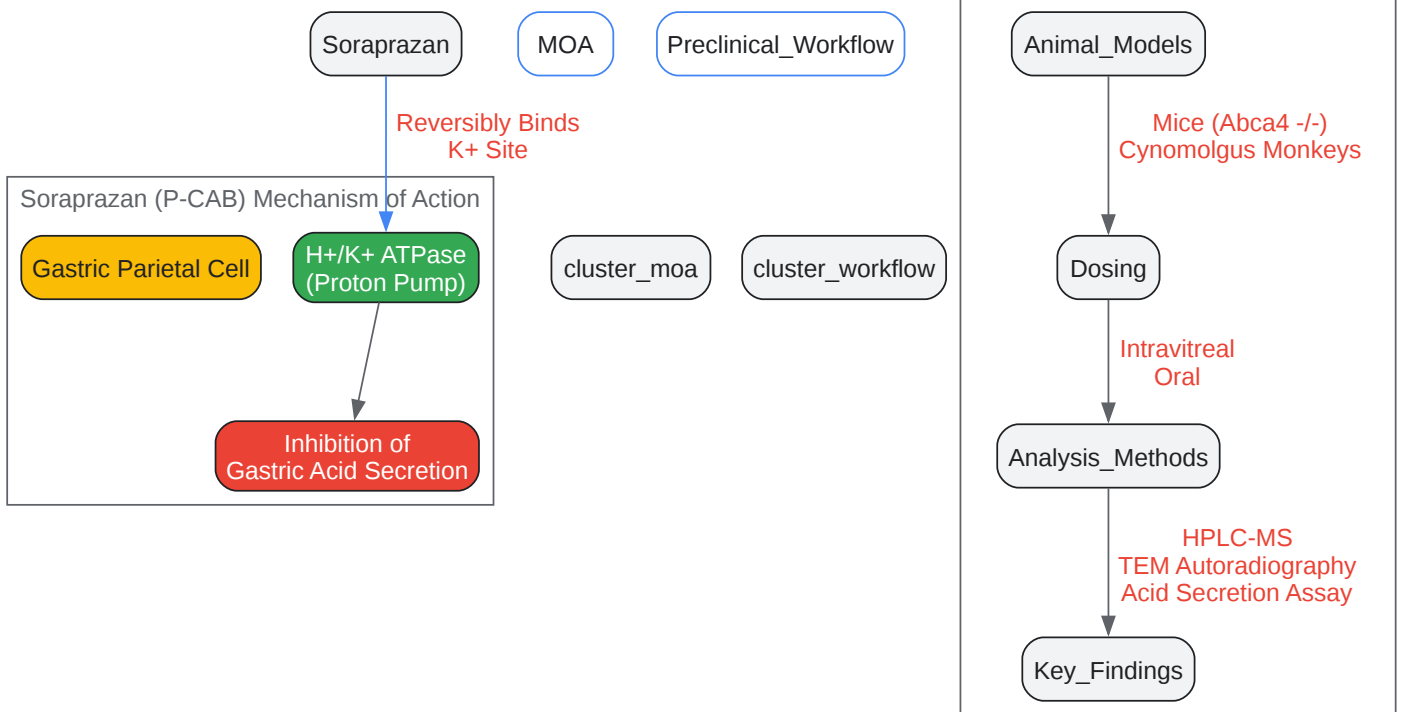 Soraprazan
MOA
Preclinical_Workflow
Animal_Models
Reversibly Binds
K+ Site
Mice (Abca4 -/-)
Cynomolgus Monkeys
Soraprazan (P-CAB) Mechanism of Action
Gastric Parietal Cell
H+/K+ ATPase
(Proton Pump)
cluster_moa
cluster_workflow
Dosing
Intravitreal
Oral
Inhibition of
Gastric Acid Secretion
Analysis_Methods
HPLC-MS
TEM Autoradiography
Acid Secretion Assay
Key_Findings